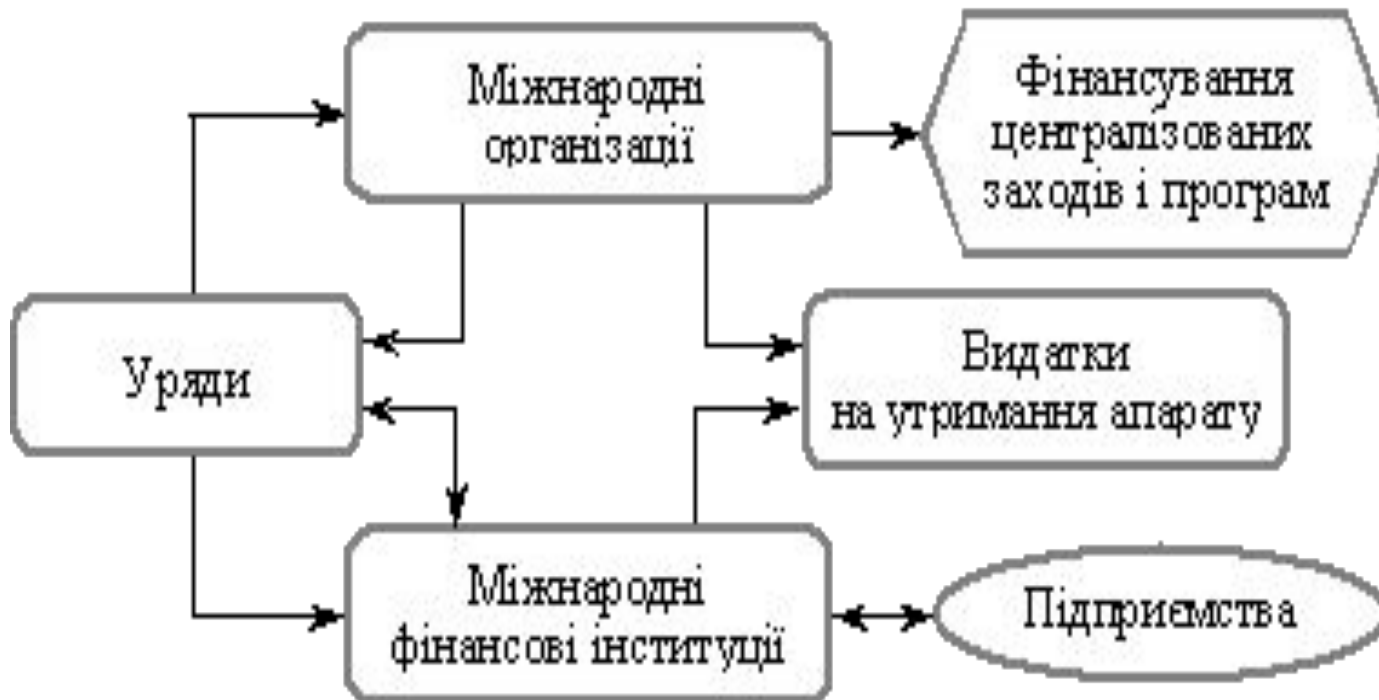 Міжнародні
організації
Фінансування
централізованих
заходів і програм
Уряди
Видатки
на утримання апарату
Міжнародні
фінансові інституції
Підприємства